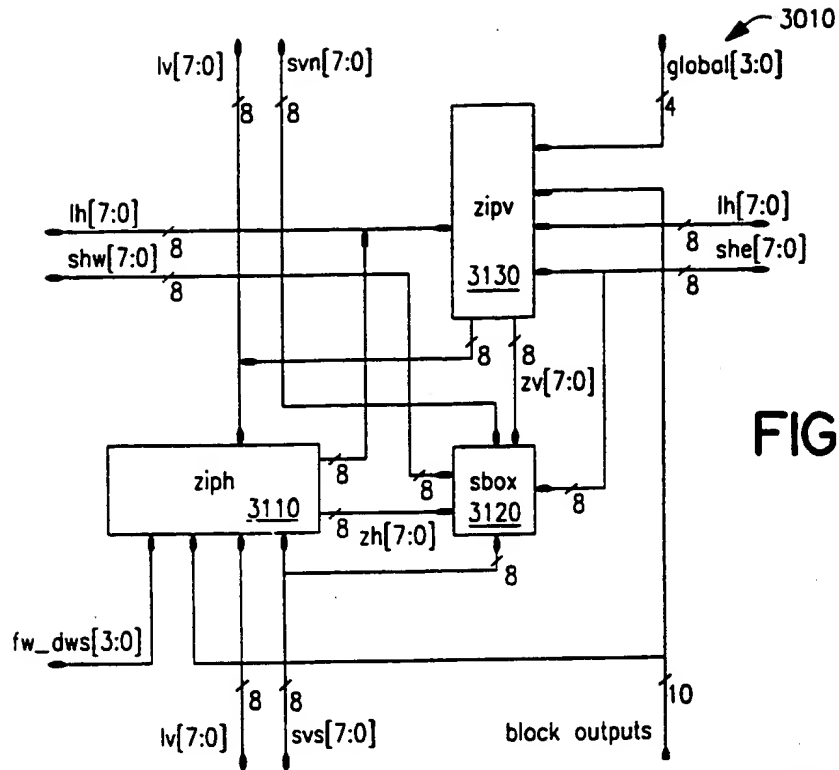 3010
lv[7:0]
svn[7:0]
global[3:0]
8
8
4
zipv
lh[7:0]
8
lh[7:0]
8
shw[7:0]
8
3130
she[7:0]
8
8
8
zv[7:0]
FIG
ziph
8
8
sbox
8
3110
8
3120
zh[7:0]
8
fw_dws[3:0]
8
8
10
lv[7:0]
svs[7:0]
block outputs